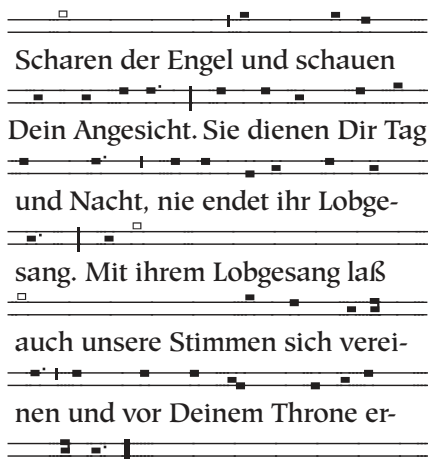 Scharen der Engel und schauen
Dein Angesicht. Sie dienen Dir Tag
und Nacht, nie endet ihr Lobge-
sang. Mit ihrem Lobgesang laß
auch unsere Stimmen sich verei-
nen und vor Deinem Throne er-